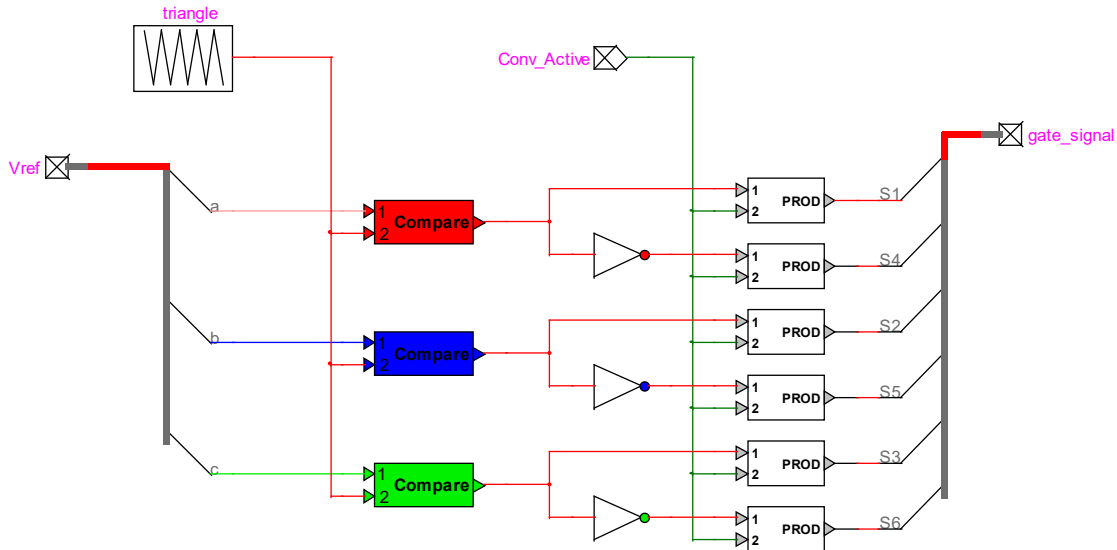 triangle
Conv_Active
gate_signal
Vref
a
1
2
Compare
1
2
PROD
S1
1
2
PROD
S4
b
1
2
Compare
1
2
PROD
S2
1
2
PROD
S5
c
1
2
Compare
1
2
PROD
S3
1
2
PROD
S6